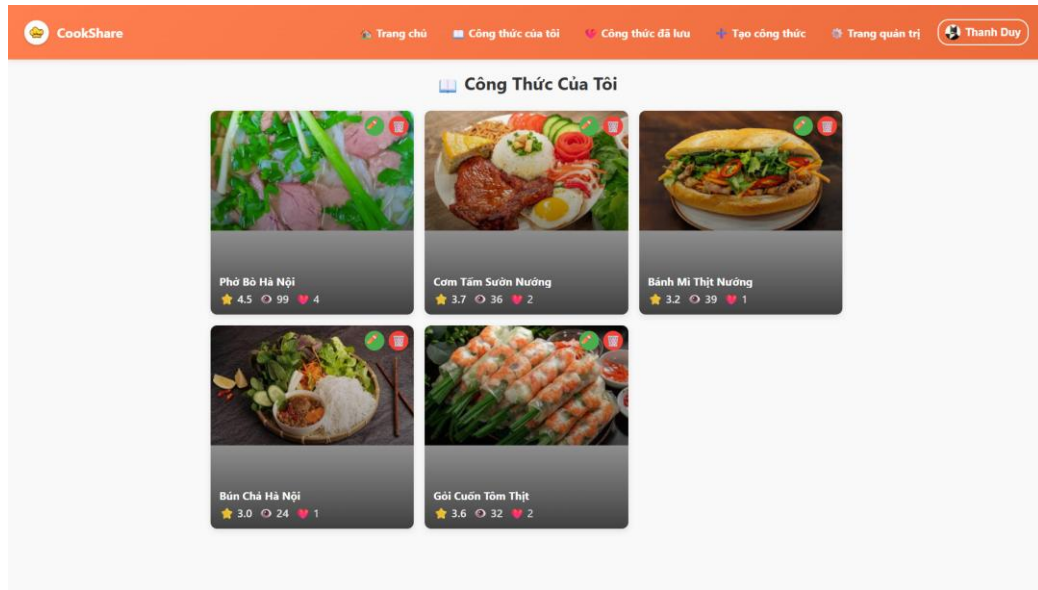 CookShare
Trang chủ
Công thức của tôi
Công thức đã lưu
Tạo công thức
Trang quản trị
Thanh Duy
Công Thức Của Tôi
Phở Bò Hà Nội
4.5 99 4
Cơm Tấm Sườn Nướng
3.7 36 2
Bánh Mì Thịt Nướng
3.2 39 1
Bún Chả Hà Nội
3.0 24 1
Gỏi Cuốn Tôm Thịt
3.6 32 2